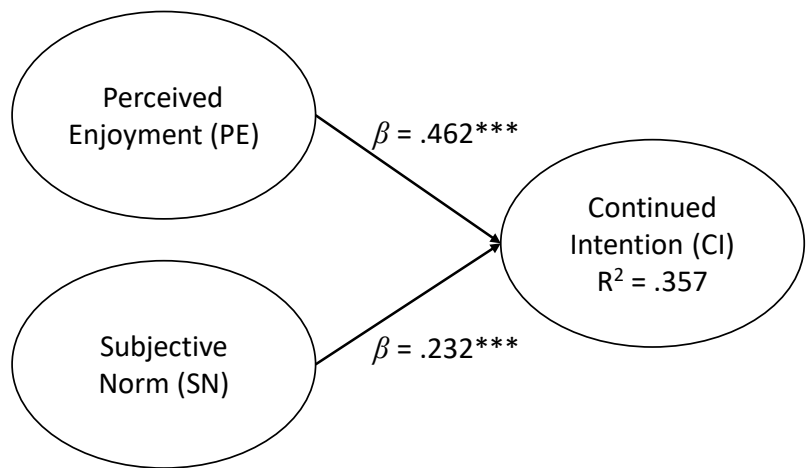 Perceived
Enjoyment (PE)
β = .462***
Continued
Intention (CI)
R² = .357
Subjective
Norm (SN)
β = .232***